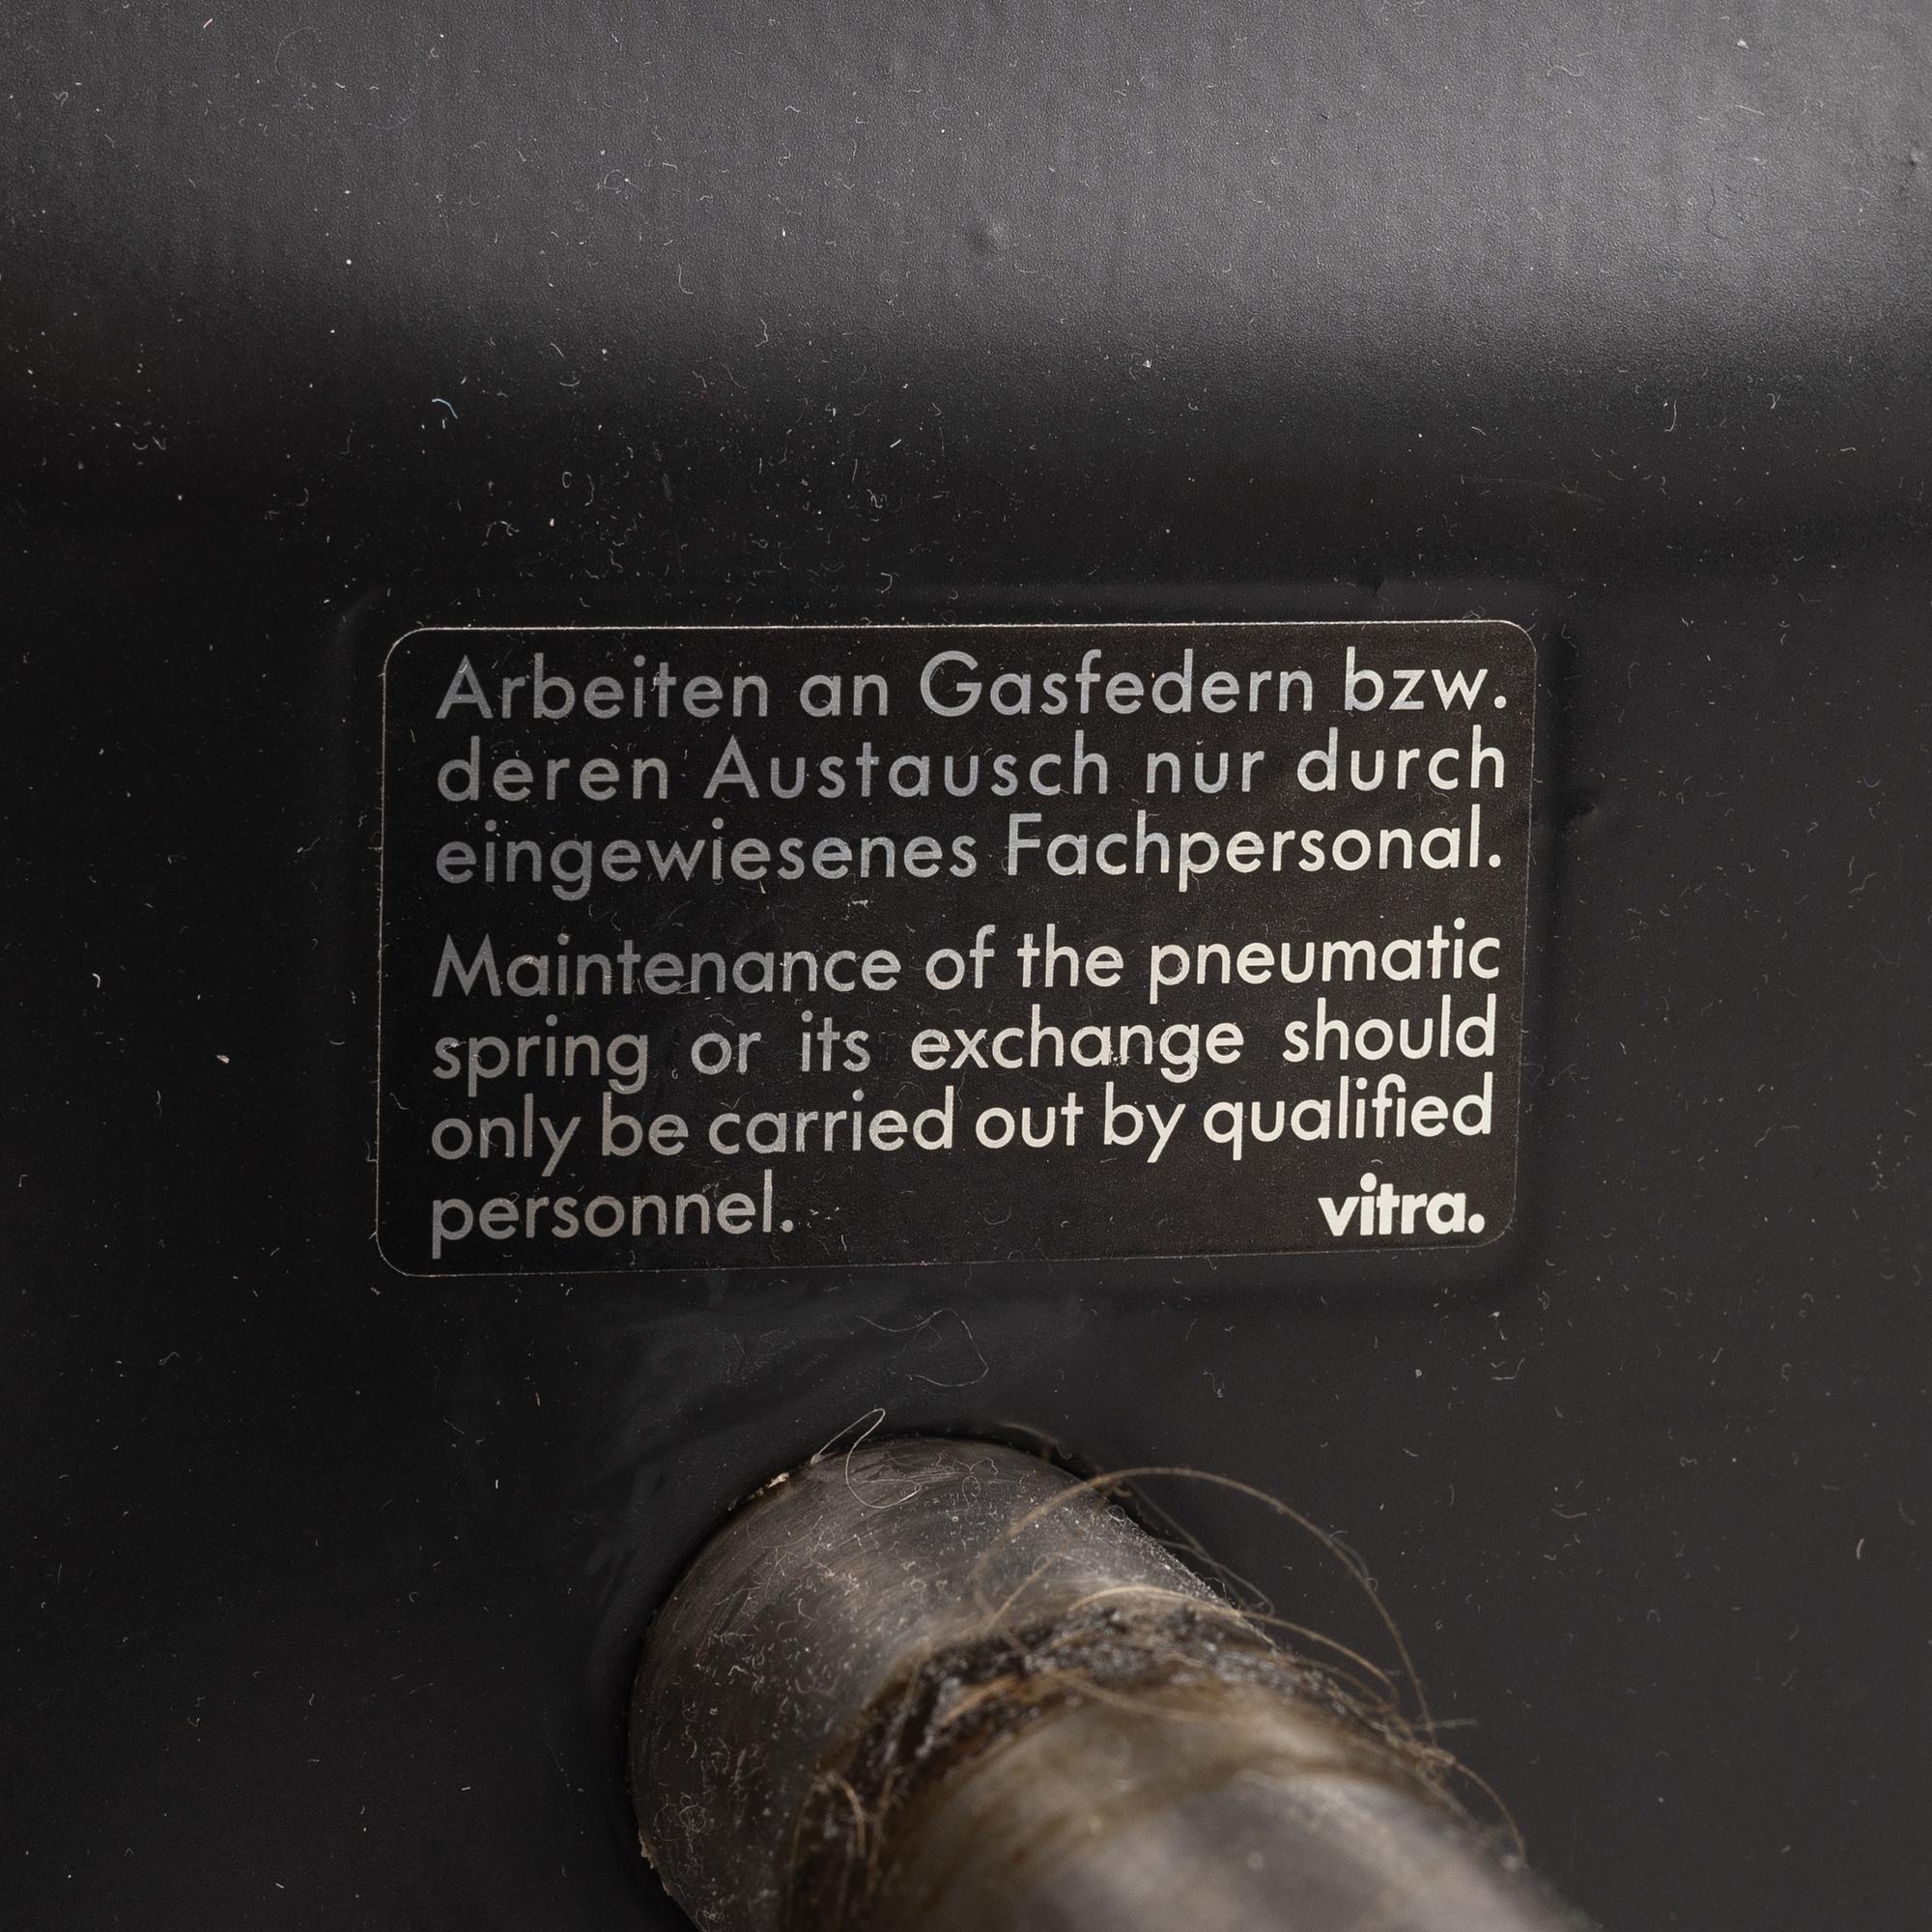 Arbeiten an Gasfedern bzw.
deren Austausch nur durch
eingewiesenes Fachpersonal.
Maintenance of the pneumatic
spring or its exchange should
only be carried out by qualified
personnel.
vitra.